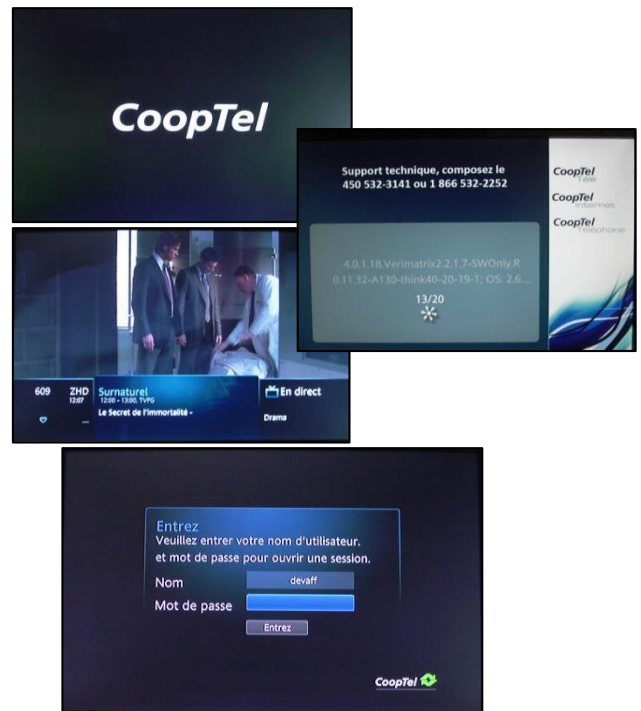 CoopTel
Support technique, composez le
450 532-3141 ou 1 866 532-2252
4.0.1.18.Verimatrix2.2.1.7-SWOnly.R
0.11.32-A130-think40-20-19-1; OS: 2.6...
13/20
CoopTel
Télé
CoopTel
Internet
CoopTel
Téléphone
609
ZHD
12:07
Surnaturel
12:00 - 13:00, TVPG
Le Secret de l'immortalité -
En direct
Drama
Entrez
Veuillez entrer votre nom d'utilisateur.
et mot de passe pour ouvrir une session.
Nom
devaff
Mot de passe
Entrez
CoopTel